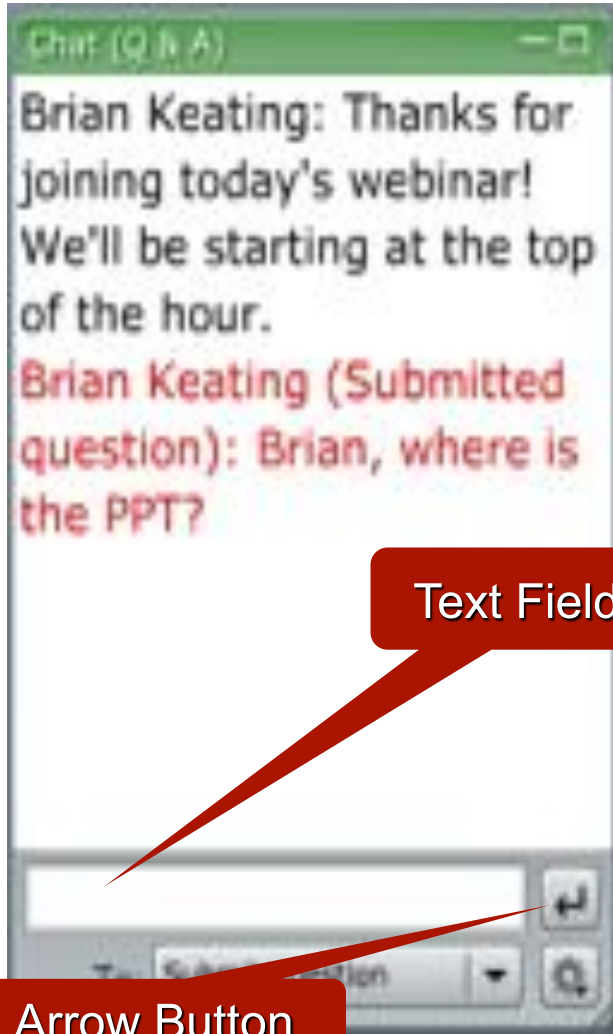 Chat (Q & A)
Brian Keating: Thanks for
joining today's webinar!
We'll be starting at the top
of the hour.
Brian Keating (Submitted
question): Brian, where is
the PPT?
Text Field
To:
Arrow Button